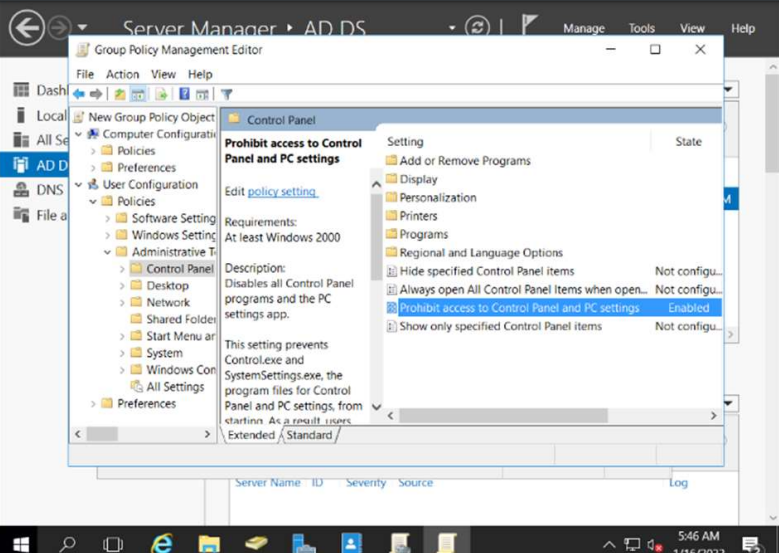 Server Manager • AD DS
Manage Tools View Help
Group Policy Management Editor
File Action View Help
Dash
Local
All Se
AD D
DNS
File a
New Group Policy Object
Computer Configuratio
Policies
Preferences
User Configuration
Policies
Software Setting
Windows Setting
Administrative T
Control Panel
Desktop
Network
Shared Folder
Start Menu an
System
Windows Con
All Settings
Preferences
Control Panel
Prohibit access to Control
Panel and PC settings
Edit policy setting
Requirements:
At least Windows 2000
Description:
Disables all Control Panel
programs and the PC
settings app.
This setting prevents
Control.exe and
SystemSettings.exe, the
program files for Control
Panel and PC settings, from
starting. As a result, users
Setting State
Add or Remove Programs
Display
Personalization
Printers
Programs
Regional and Language Options
Hide specified Control Panel items Not configu...
Always open All Control Panel Items when open... Not configu...
Prohibit access to Control Panel and PC settings Enabled
Show only specified Control Panel items Not configu...
Extended Standard
Server Name ID Severity Source Log
5:46 AM